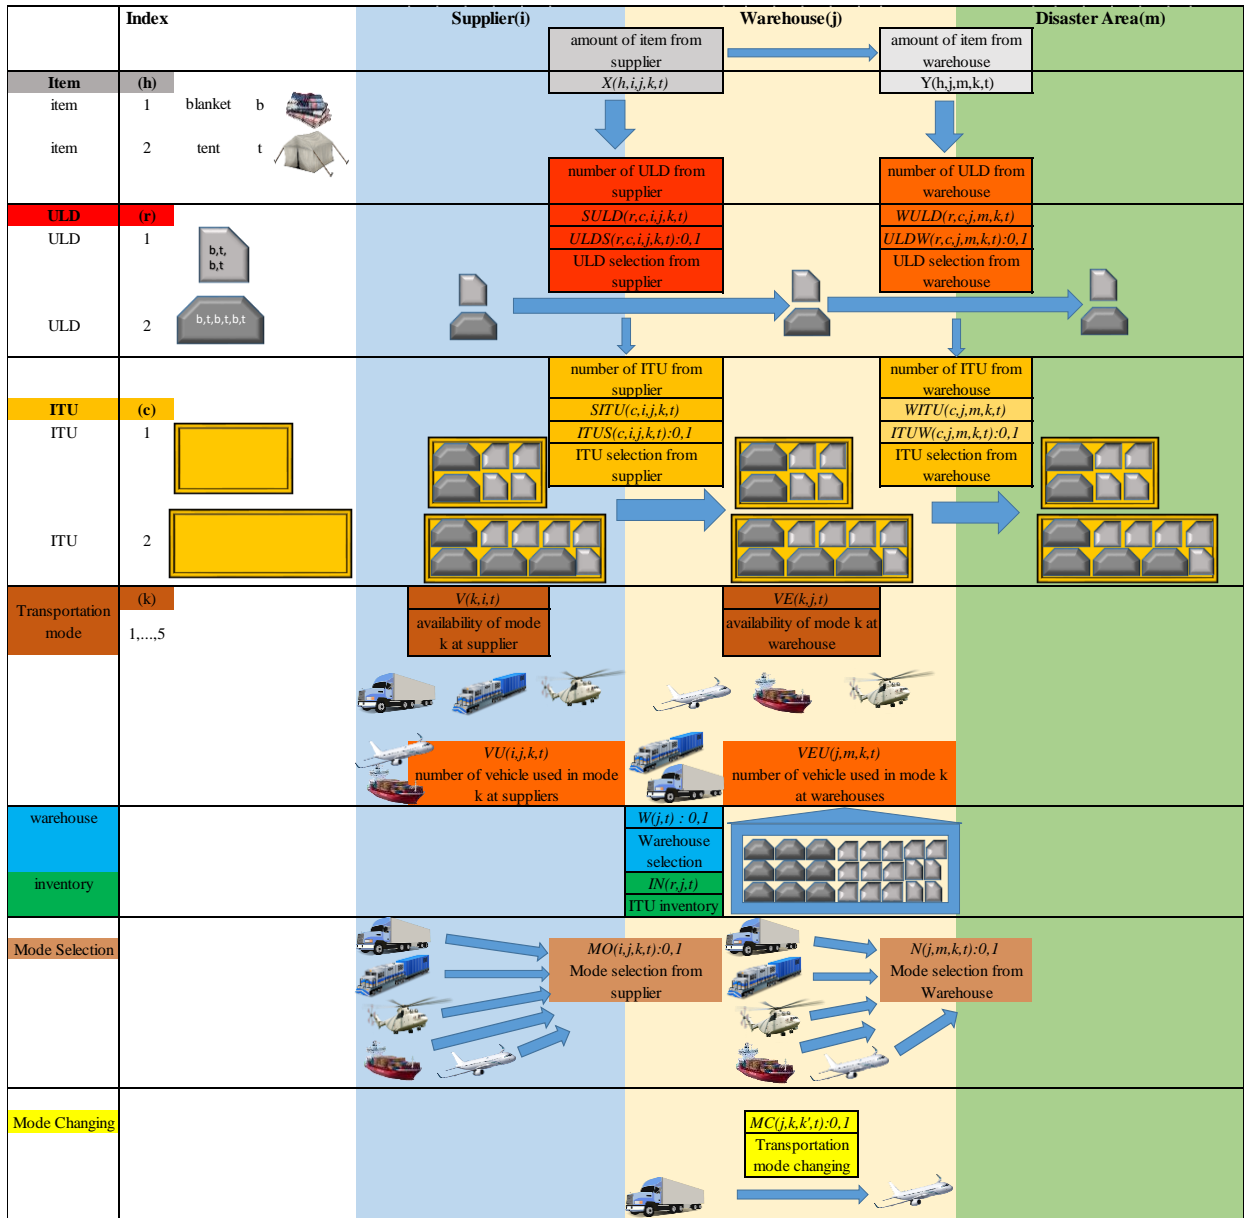 Index
Supplier(i)
Warehouse(j)
Disaster Area(m)
amount of item from
supplier
amount of item from
warehouse
Item
(h)
X(h,i,j,k,t)
Y(h,j,m,k,t)
item
1
blanket
b
item
2
tent
t
number of ULD from
supplier
number of ULD from
warehouse
ULD
(r)
SULD(r,c,i,j,k,t)
WULD(r,c,j,m,k,t)
ULD
1
b,t,
b,t
ULDS(r,c,i,j,k,t):0,1
ULDW(r,c,j,m,k,t):0,1
ULD selection from
supplier
ULD selection from
warehouse
ULD
2
b,t,b,t,b,t
number of ITU from
supplier
number of ITU from
warehouse
ITU
(c)
SITU(c,i,j,k,t)
WITU(c,j,m,k,t)
ITU
1
ITUS(c,i,j,k,t):0,1
ITUW(c,j,m,k,t):0,1
ITU selection from
supplier
ITU selection from
warehouse
ITU
2
Transportation
mode
(k)
1,...,5
V(k,i,t)
availability of mode
k at supplier
VE(k,j,t)
availability of mode k at
warehouse
VU(i,j,k,t)
number of vehicle used in mode
k at suppliers
VEU(j,m,k,t)
number of vehicle used in mode k
at warehouses
warehouse
W(j,t) : 0,1
Warehouse
selection
inventory
IN(r,j,t)
ITU inventory
Mode Selection
MO(i,j,k,t):0,1
Mode selection from
supplier
N(j,m,k,t):0,1
Mode selection from
Warehouse
Mode Changing
MC(j,k,k',t):0,1
Transportation
mode changing